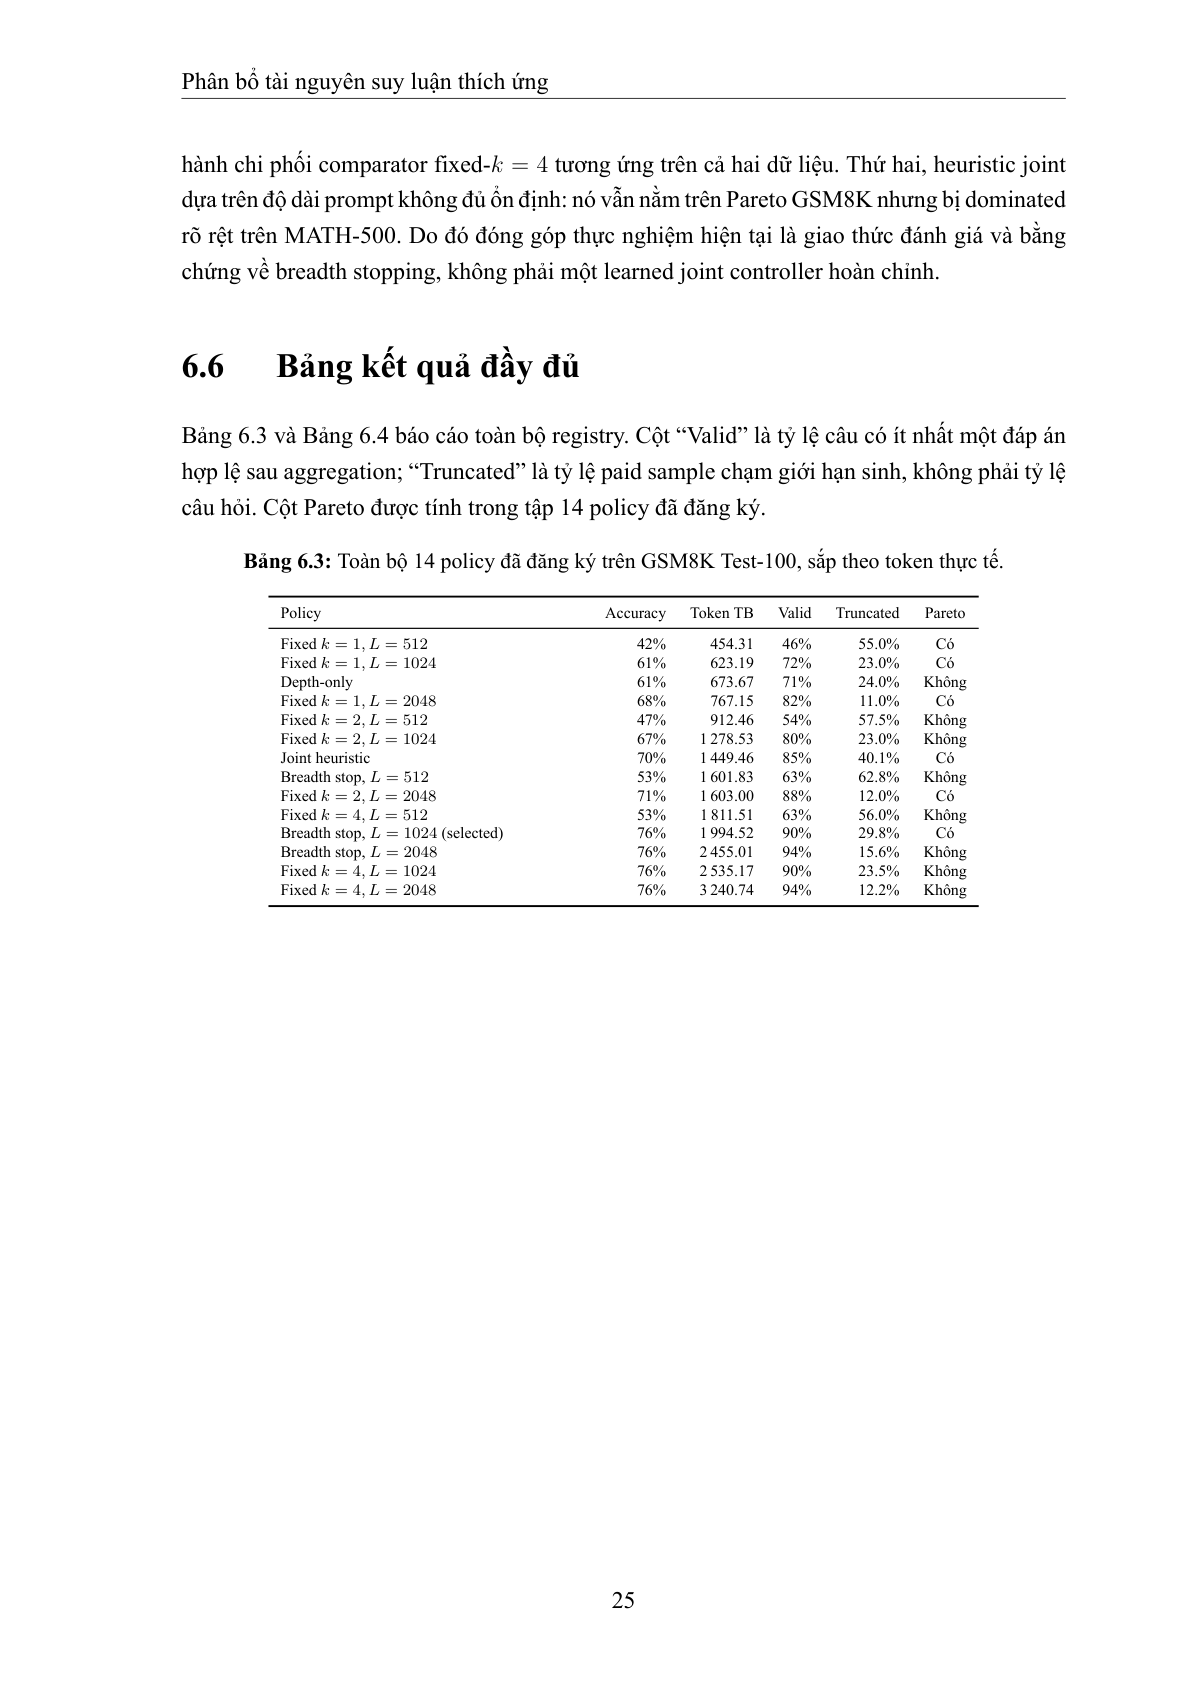 Phân bổ tài nguyên suy luận thích ứng
hành chi phối comparator fixed-k = 4 tương ứng trên cả hai dữ liệu. Thứ hai, heuristic joint
dựa trên độ dài prompt không đủ ổn định: nó vẫn nằm trên Pareto GSM8K nhưng bị dominated
rõ rệt trên MATH-500. Do đó đóng góp thực nghiệm hiện tại là giao thức đánh giá và bằng
chứng về breadth stopping, không phải một learned joint controller hoàn chỉnh.
6.6 Bảng kết quả đầy đủ
Bảng 6.3 và Bảng 6.4 báo cáo toàn bộ registry. Cột “Valid” là tỷ lệ câu có ít nhất một đáp án
hợp lệ sau aggregation; “Truncated” là tỷ lệ paid sample chạm giới hạn sinh, không phải tỷ lệ
câu hỏi. Cột Pareto được tính trong tập 14 policy đã đăng ký.
Bảng 6.3: Toàn bộ 14 policy đã đăng ký trên GSM8K Test-100, sắp theo token thực tế.
Policy Accuracy Token TB Valid Truncated Pareto
Fixed k = 1, L = 512 42% 454.31 46% 55.0% Có
Fixed k = 1, L = 1024 61% 623.19 72% 23.0% Có
Depth-only 61% 673.67 71% 24.0% Không
Fixed k = 1, L = 2048 68% 767.15 82% 11.0% Có
Fixed k = 2, L = 512 47% 912.46 54% 57.5% Không
Fixed k = 2, L = 1024 67% 1 278.53 80% 23.0% Không
Joint heuristic 70% 1 449.46 85% 40.1% Có
Breadth stop, L = 512 53% 1 601.83 63% 62.8% Không
Fixed k = 2, L = 2048 71% 1 603.00 88% 12.0% Có
Fixed k = 4, L = 512 53% 1 811.51 63% 56.0% Không
Breadth stop, L = 1024 (selected) 76% 1 994.52 90% 29.8% Có
Breadth stop, L = 2048 76% 2 455.01 94% 15.6% Không
Fixed k = 4, L = 1024 76% 2 535.17 90% 23.5% Không
Fixed k = 4, L = 2048 76% 3 240.74 94% 12.2% Không
25